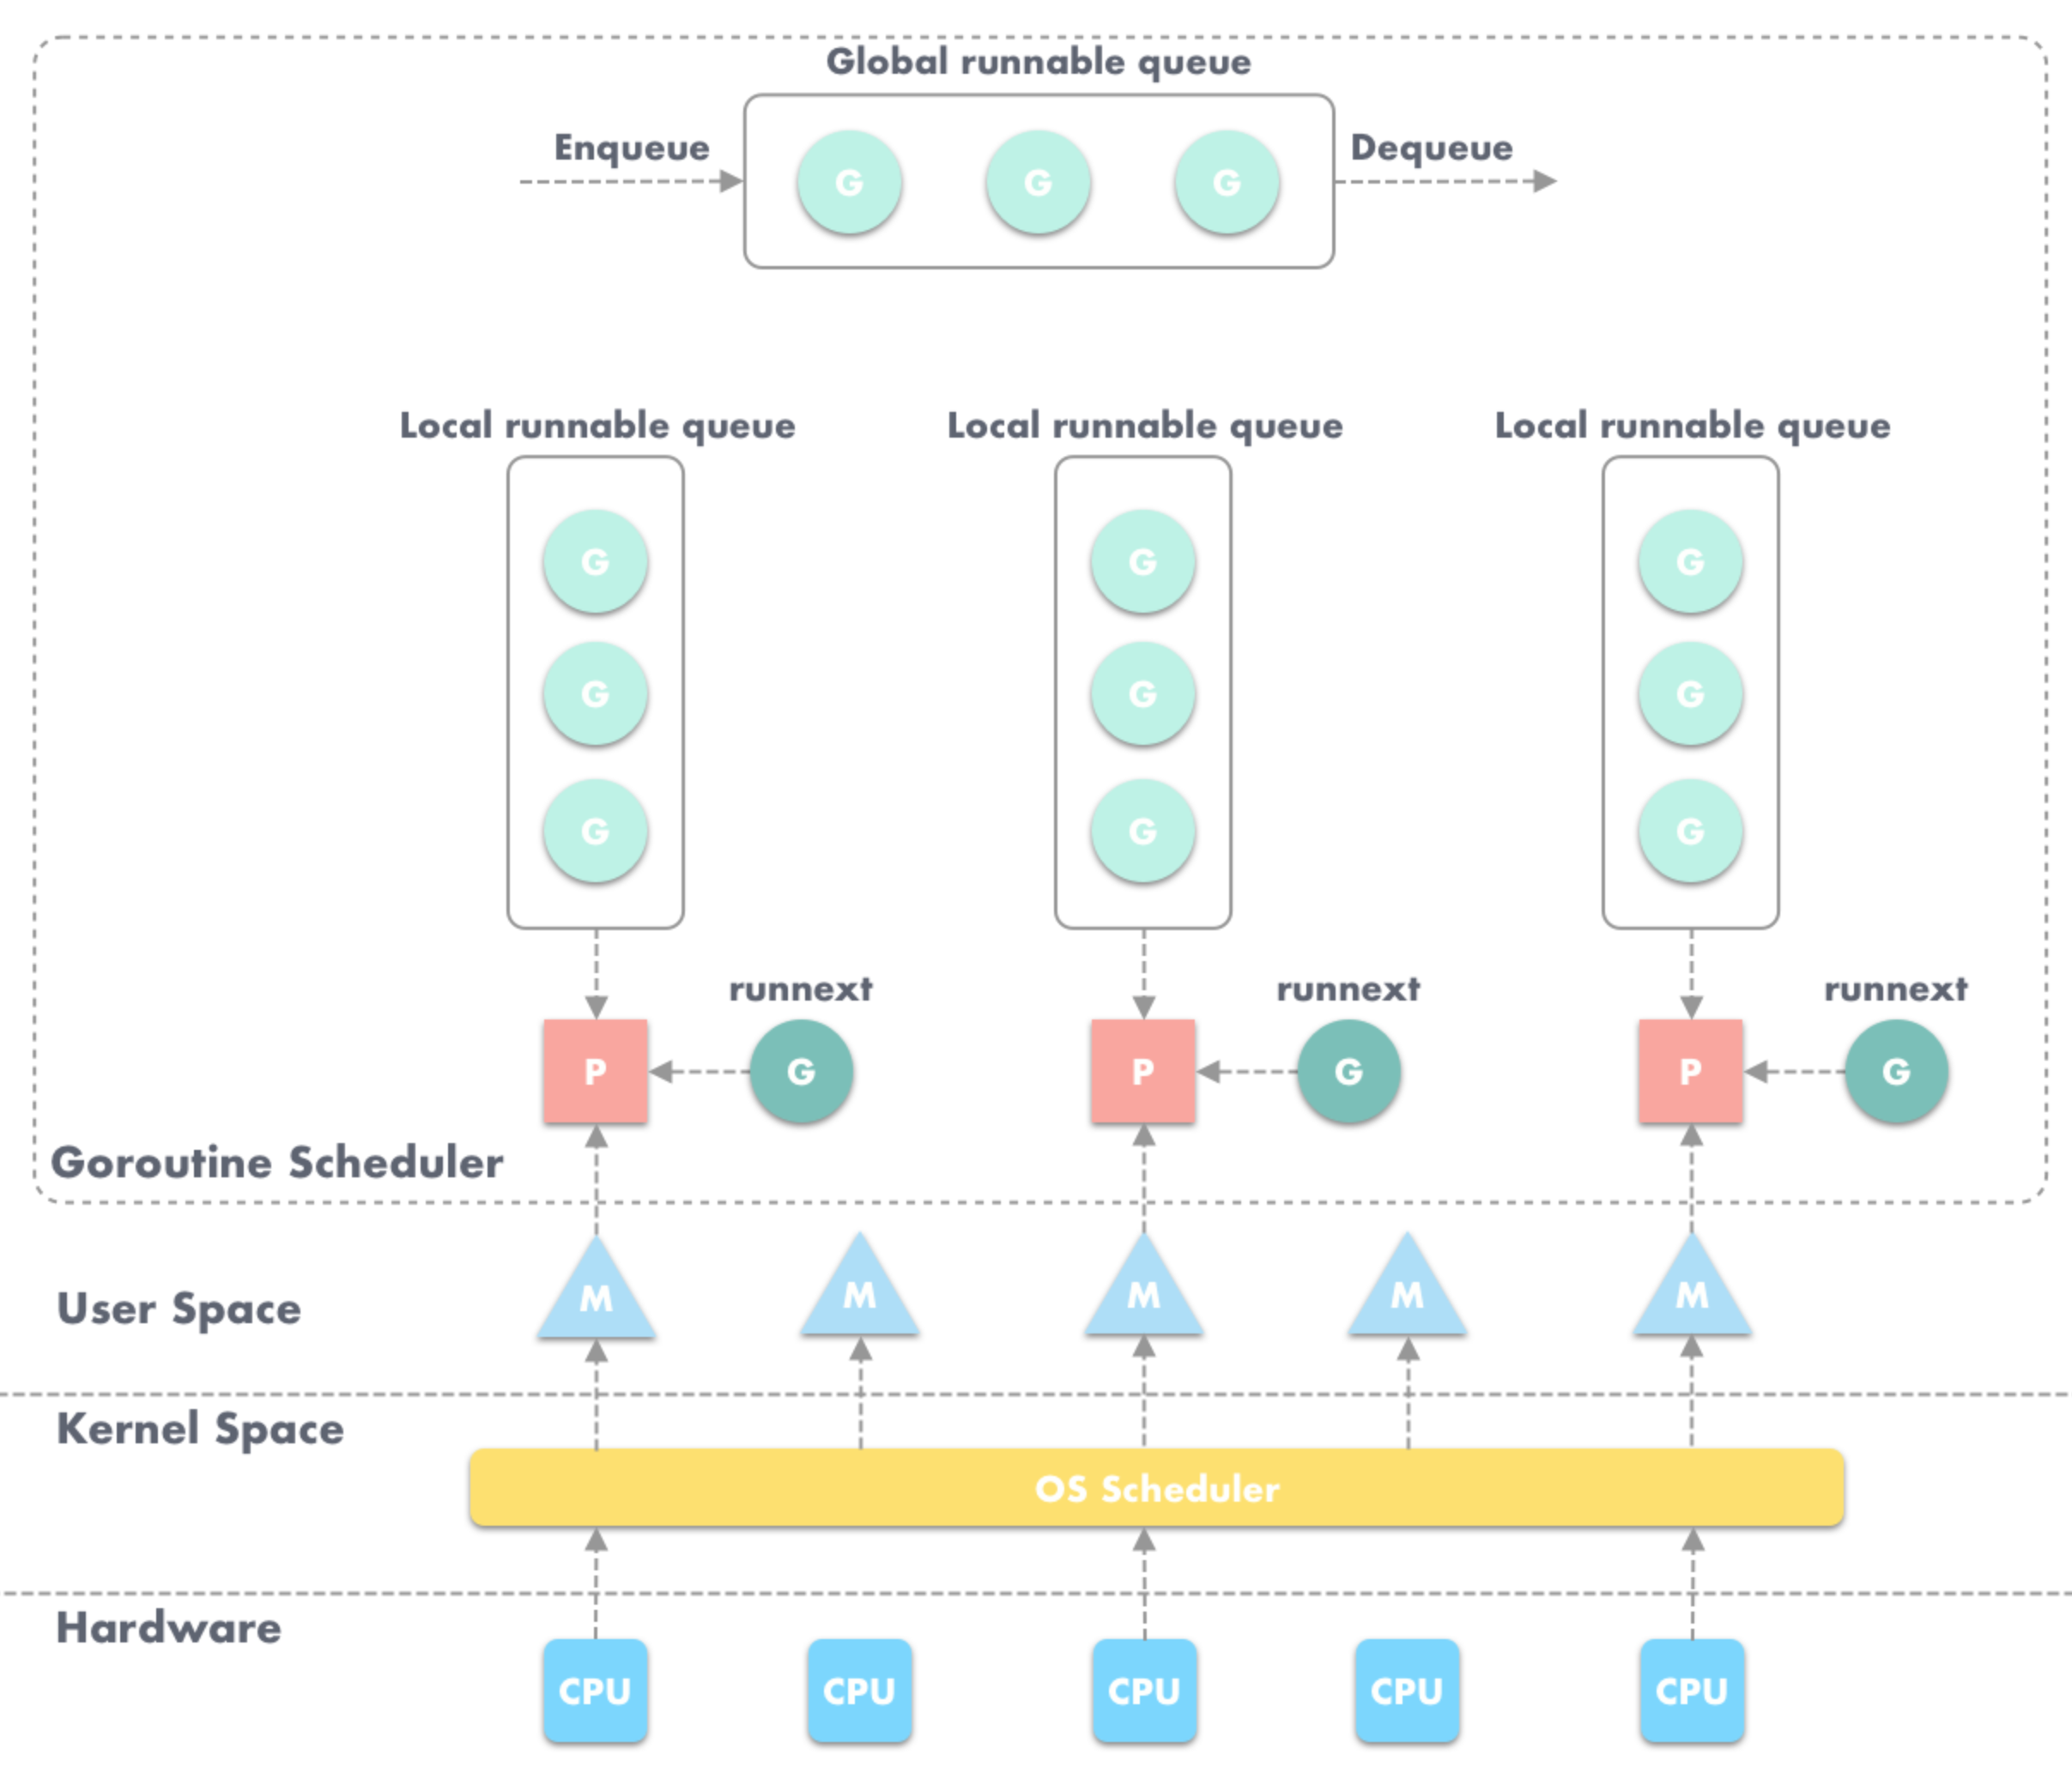 Global runnable queue
Enqueue
G G G
Dequeue
Local runnable queue
Local runnable queue
Local runnable queue
G G G
G G G
G G G
runnext
runnext
runnext
P G P G P G
Goroutine Scheduler
User Space
M M M M M
Kernel Space
OS Scheduler
Hardware
CPU CPU CPU CPU CPU